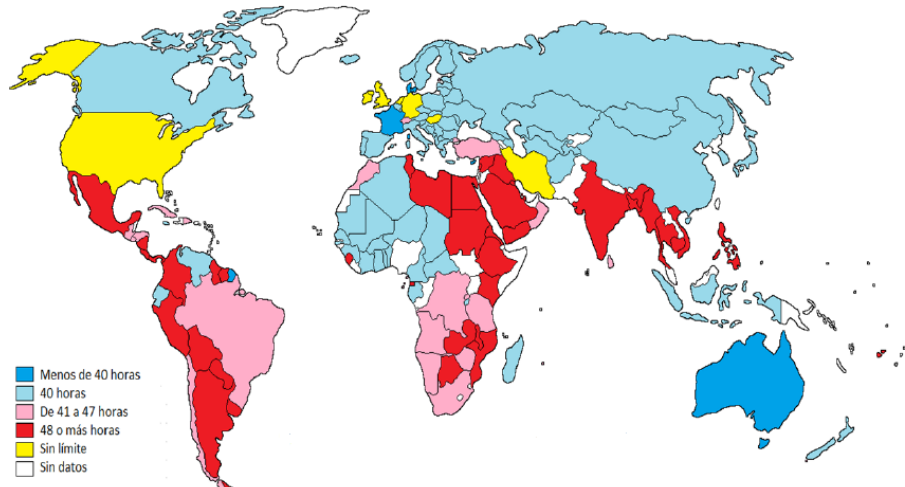 Menos de 40 horas
40 horas
De 41 a 47 horas
48 o más horas
Sin límite
Sin datos